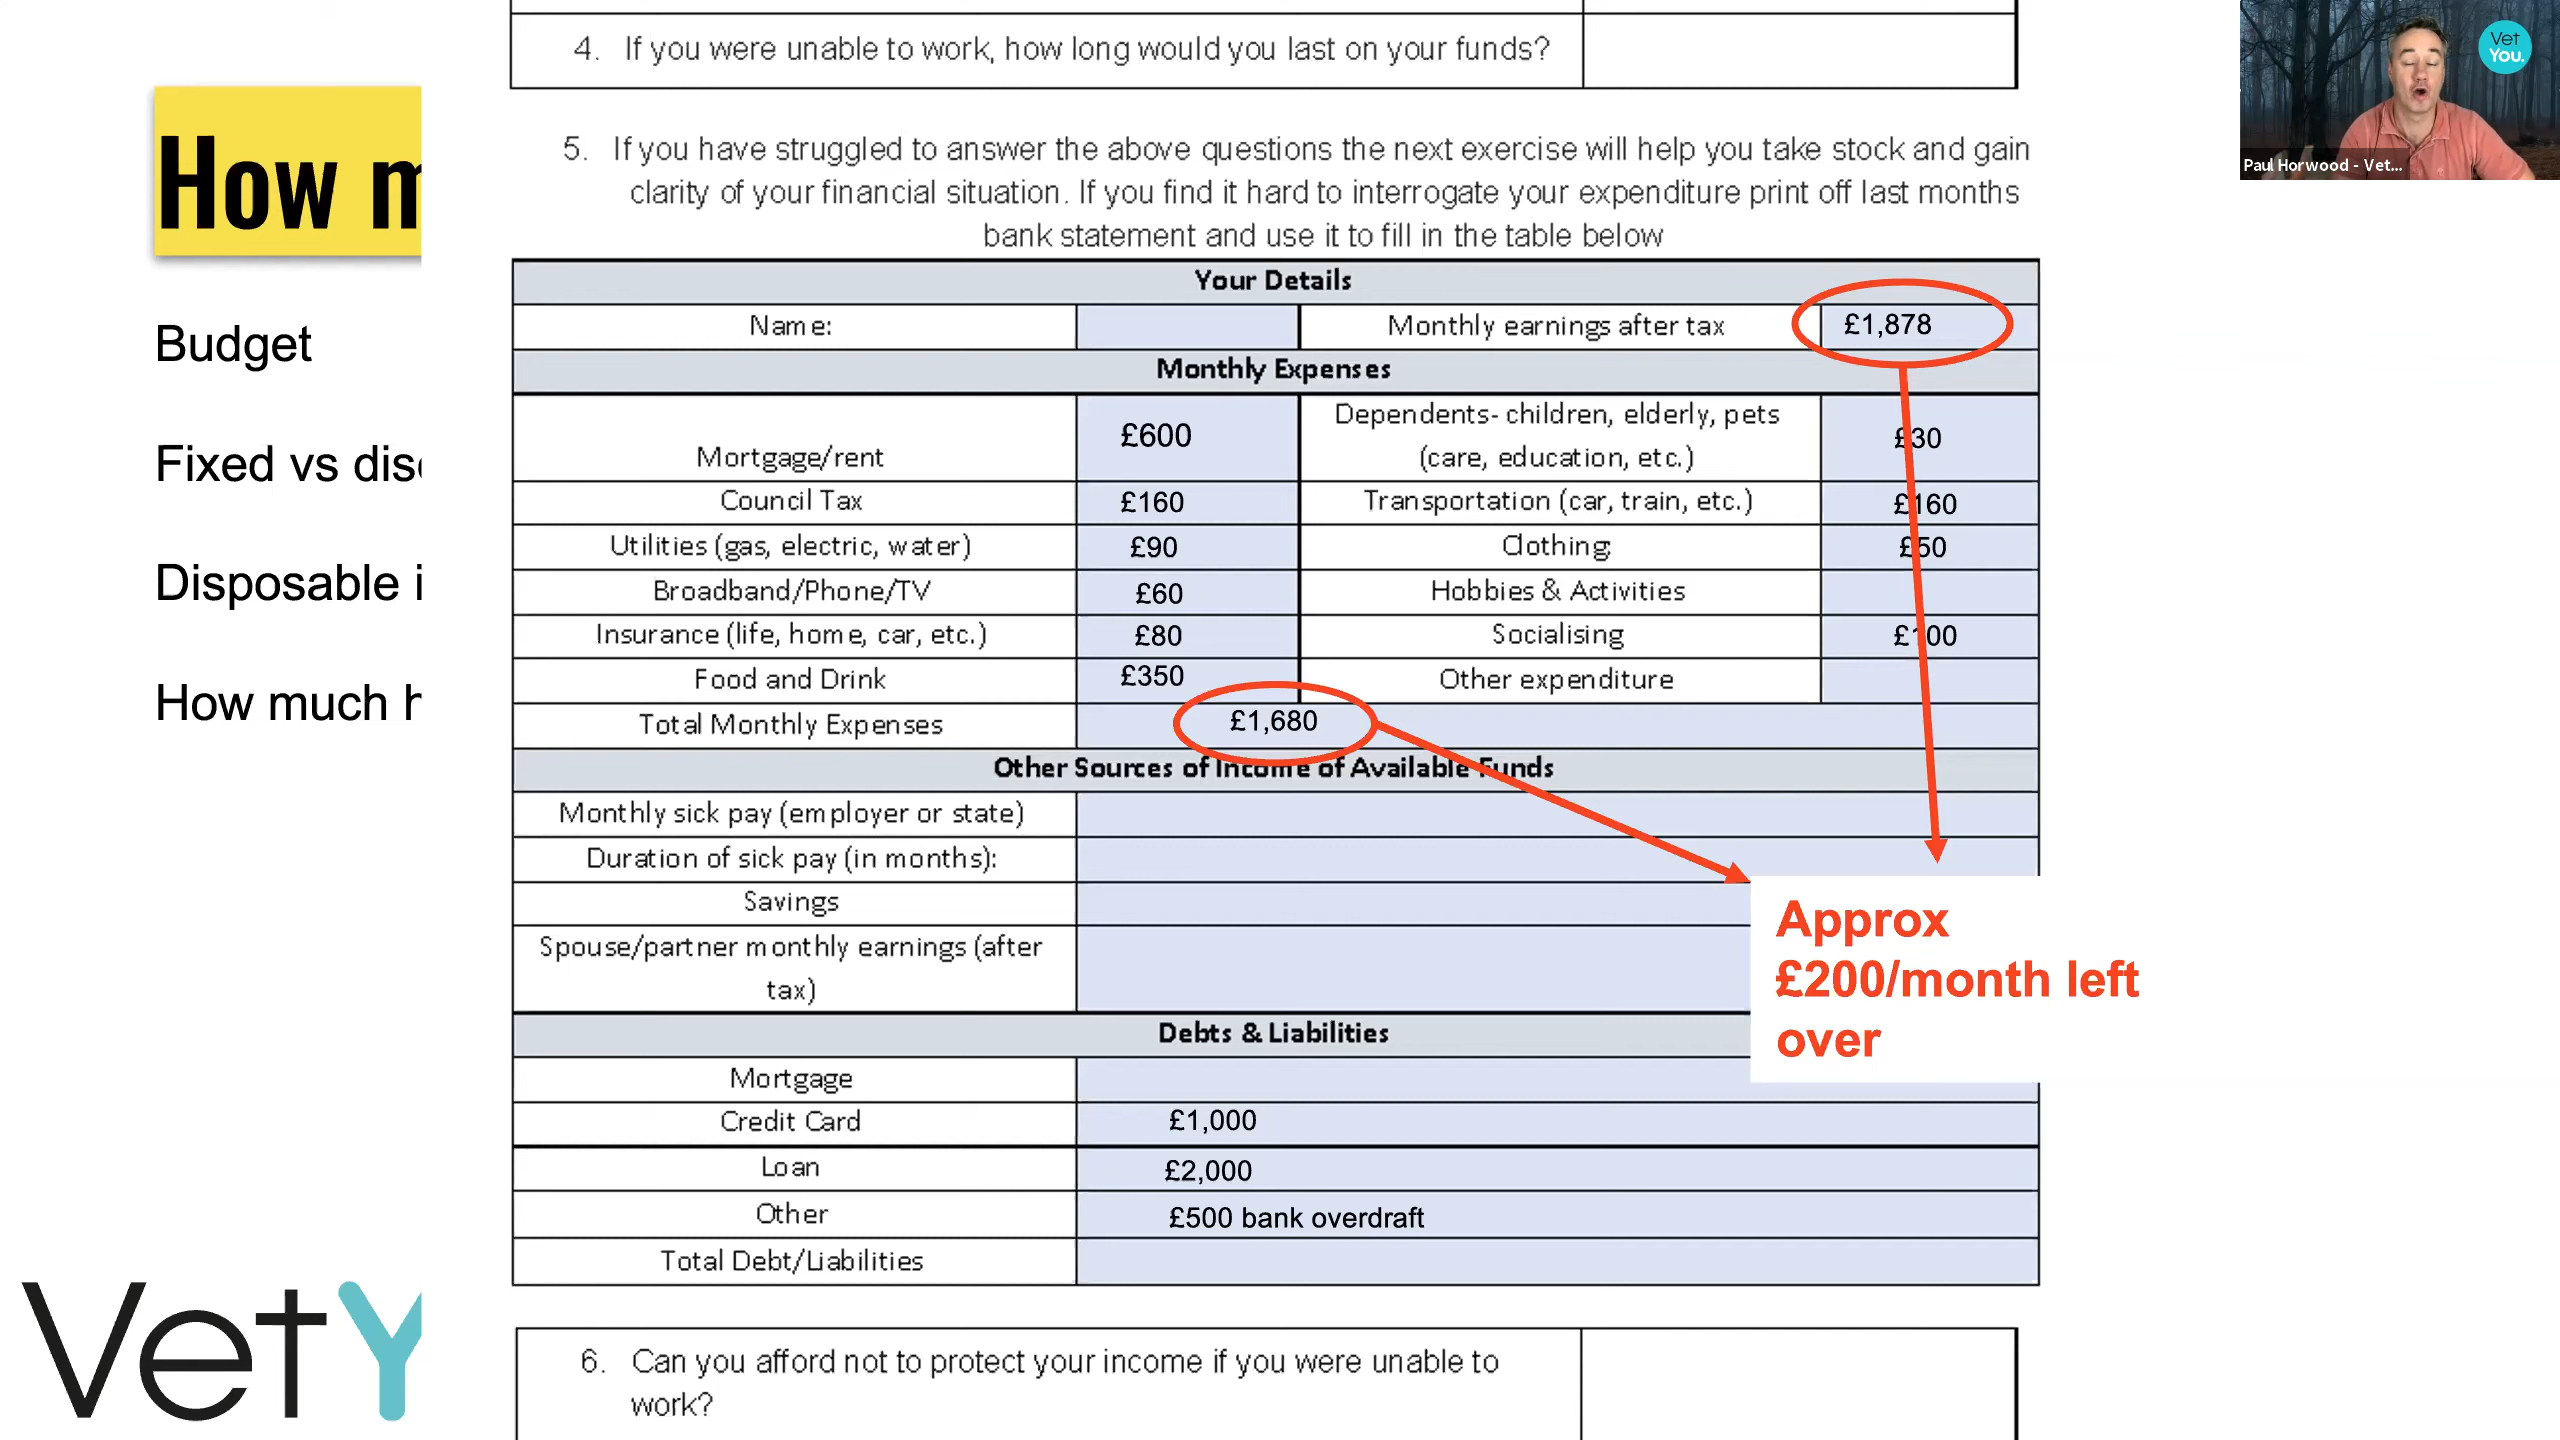 4. If you were unable to work, how long would you last on your funds?
Vet
You.
Paul Horwood - Vet...
How m
Budget
Fixed vs disc
Disposable i
How much h
5. If you have struggled to answer the above questions the next exercise will help you take stock and gain
clarity of your financial situation. If you find it hard to interrogate your expenditure print off last months
bank statement and use it to fill in the table below
Your Details
Name: Monthly earnings after tax £1,878
Monthly Expenses
Mortgage/rent £600 Dependents- children, elderly, pets
(care, education, etc.) £30
Council Tax £160 Transportation (car, train, etc.) £160
Utilities (gas, electric, water) £90 Clothing: £50
Broadband/Phone/TV £60 Hobbies & Activities
Insurance (life, home, car, etc.) £80 Socialising £100
Food and Drink £350 Other expenditure
Total Monthly Expenses £1,680
Other Sources of Income of Available Funds
Monthly sick pay (employer or state)
Duration of sick pay (in months):
Savings
Spouse/partner monthly earnings (after
tax)
Approx
£200/month left
over
Debts & Liabilities
Mortgage
Credit Card £1,000
Loan £2,000
Other £500 bank overdraft
Total Debt/Liabilities
6. Can you afford not to protect your income if you were unable to
work?
VetY